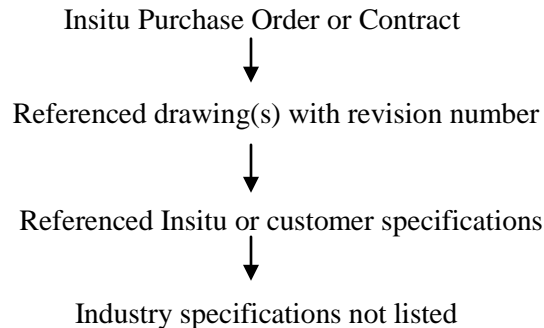 Insitu Purchase Order or Contract
Referenced drawing(s) with revision number
Referenced Insitu or customer specifications
Industry specifications not listed